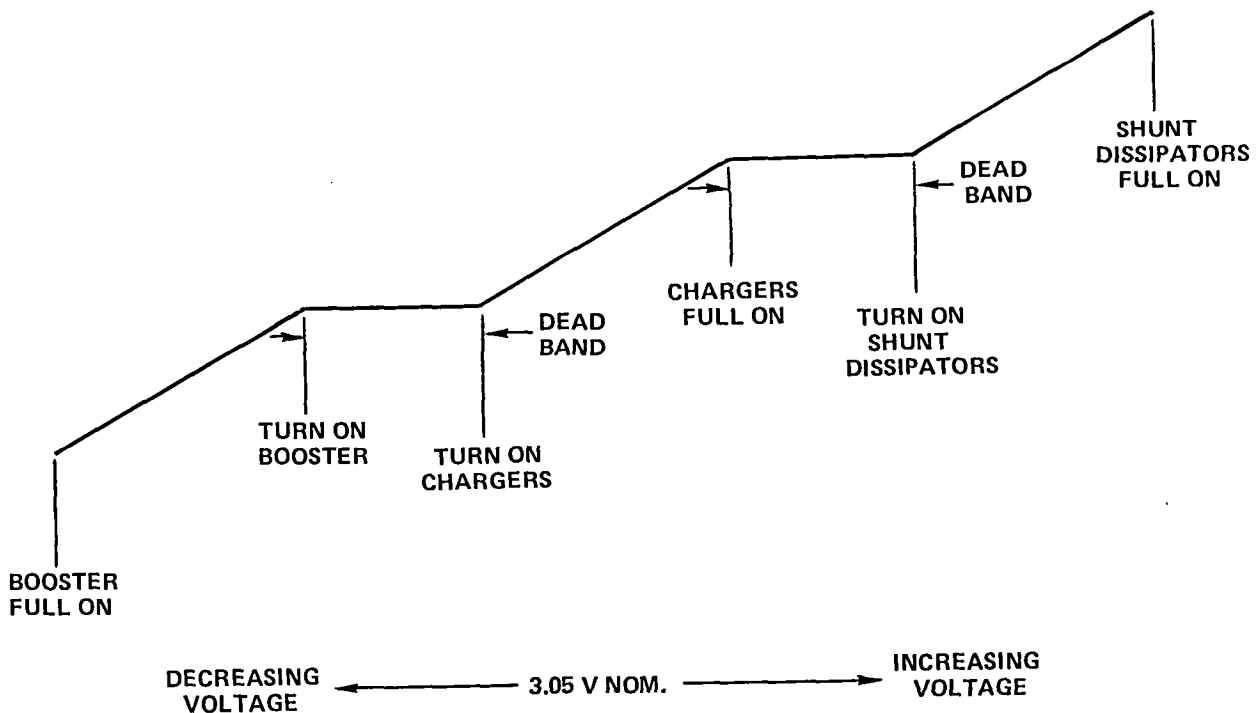 SHUNT
DISSIPATORS
FULL ON
DEAD
BAND
CHARGERS
FULL ON
TURN ON
SHUNT
DISSIPATORS
DEAD
BAND
TURN ON
BOOSTER
TURN ON
CHARGERS
BOOSTER
FULL ON
DECREASING
VOLTAGE
3.05 V NOM.
INCREASING
VOLTAGE